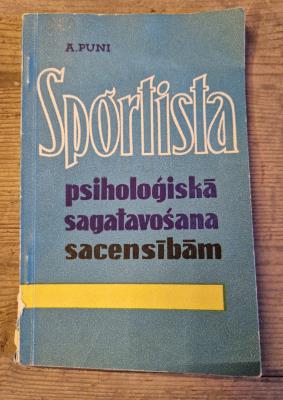 A. PUNI
Sportista
psiholoģiskā
sagatavošana
sacensībām